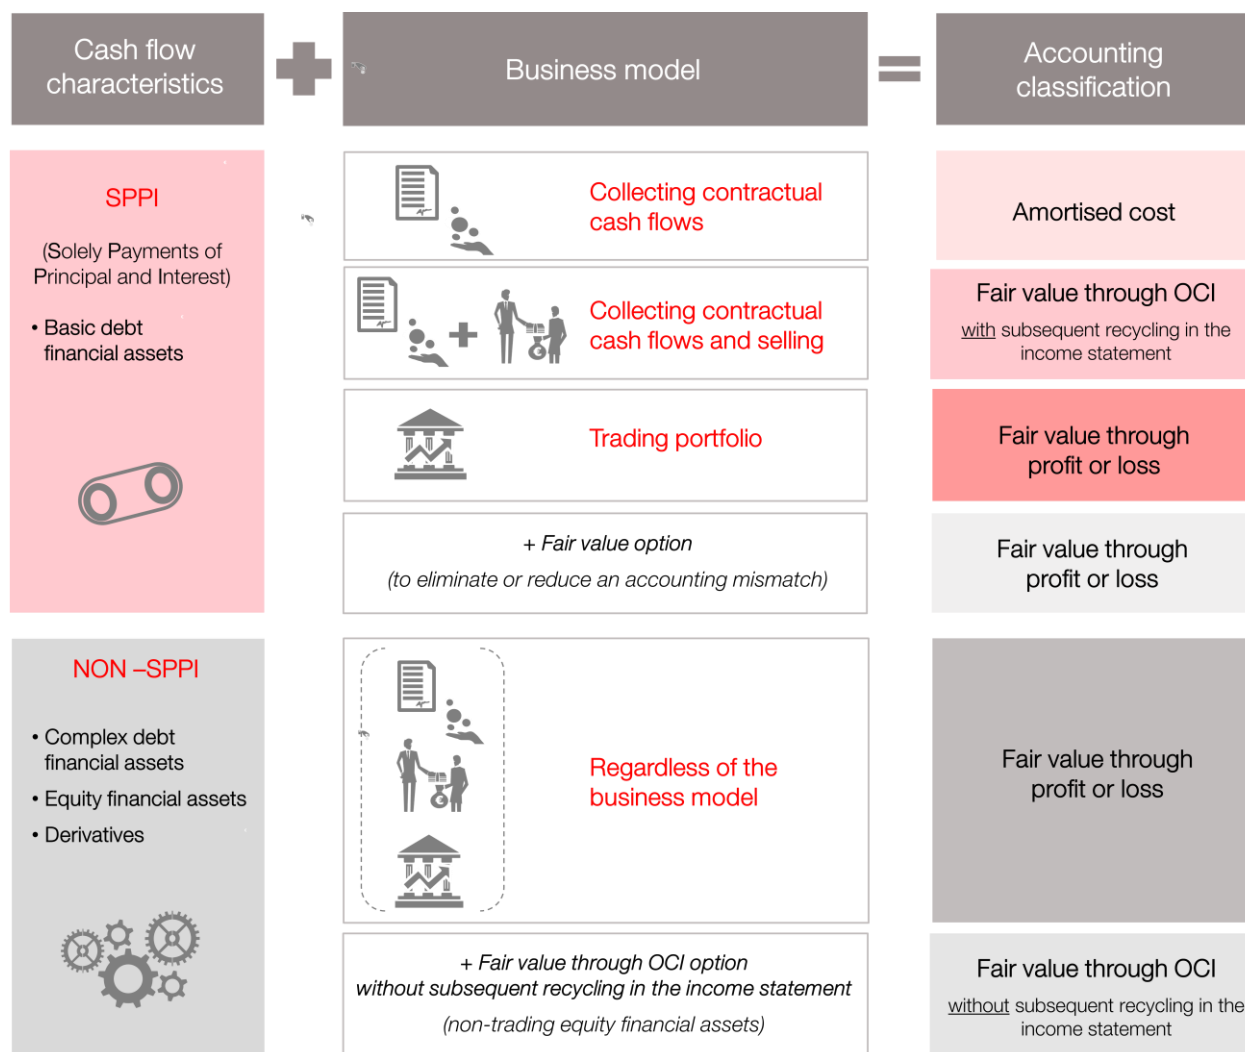 Cash flow
characteristics
Business model
Accounting
classification
SPPI
(Solely Payments of
Principal and Interest)
• Basic debt
financial assets
Collecting contractual
cash flows
Amortised cost
Collecting contractual
cash flows and selling
Fair value through OCI
with subsequent recycling in the
income statement
Trading portfolio
Fair value through
profit or loss
+ Fair value option
(to eliminate or reduce an accounting mismatch)
Fair value through
profit or loss
NON –SPPI
• Complex debt
financial assets
• Equity financial assets
• Derivatives
Regardless of the
business model
Fair value through
profit or loss
+ Fair value through OCI option
without subsequent recycling in the income statement
(non-trading equity financial assets)
Fair value through OCI
without subsequent recycling in the
income statement